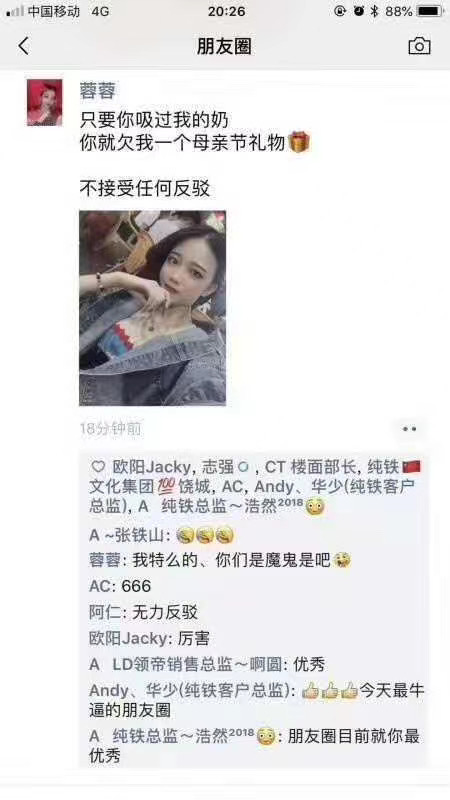 中国移动 4G 20:26 88%
朋友圈
蓉蓉
只要你吸过我的奶
你就欠我一个母亲节礼物🎁
不接受任何反驳
18分钟前
欧阳Jacky, 志强, CT 楼面部长, 纯铁🇨🇳
文化集团💯饶城, AC, Andy、华少(纯铁客户
总监), A 纯铁总监～浩然²⁰¹⁸😳
A ~张铁山: 🤣🤣🤣
蓉蓉: 我特么的、你们是魔鬼是吧😂
AC: 666
阿仁: 无力反驳
欧阳Jacky: 厉害
A LD领帝销售总监～啊圆: 优秀
Andy、华少(纯铁客户总监): 👍👍👍今天最牛
逼的朋友圈
A 纯铁总监～浩然²⁰¹⁸😳: 朋友圈目前就你最
优秀